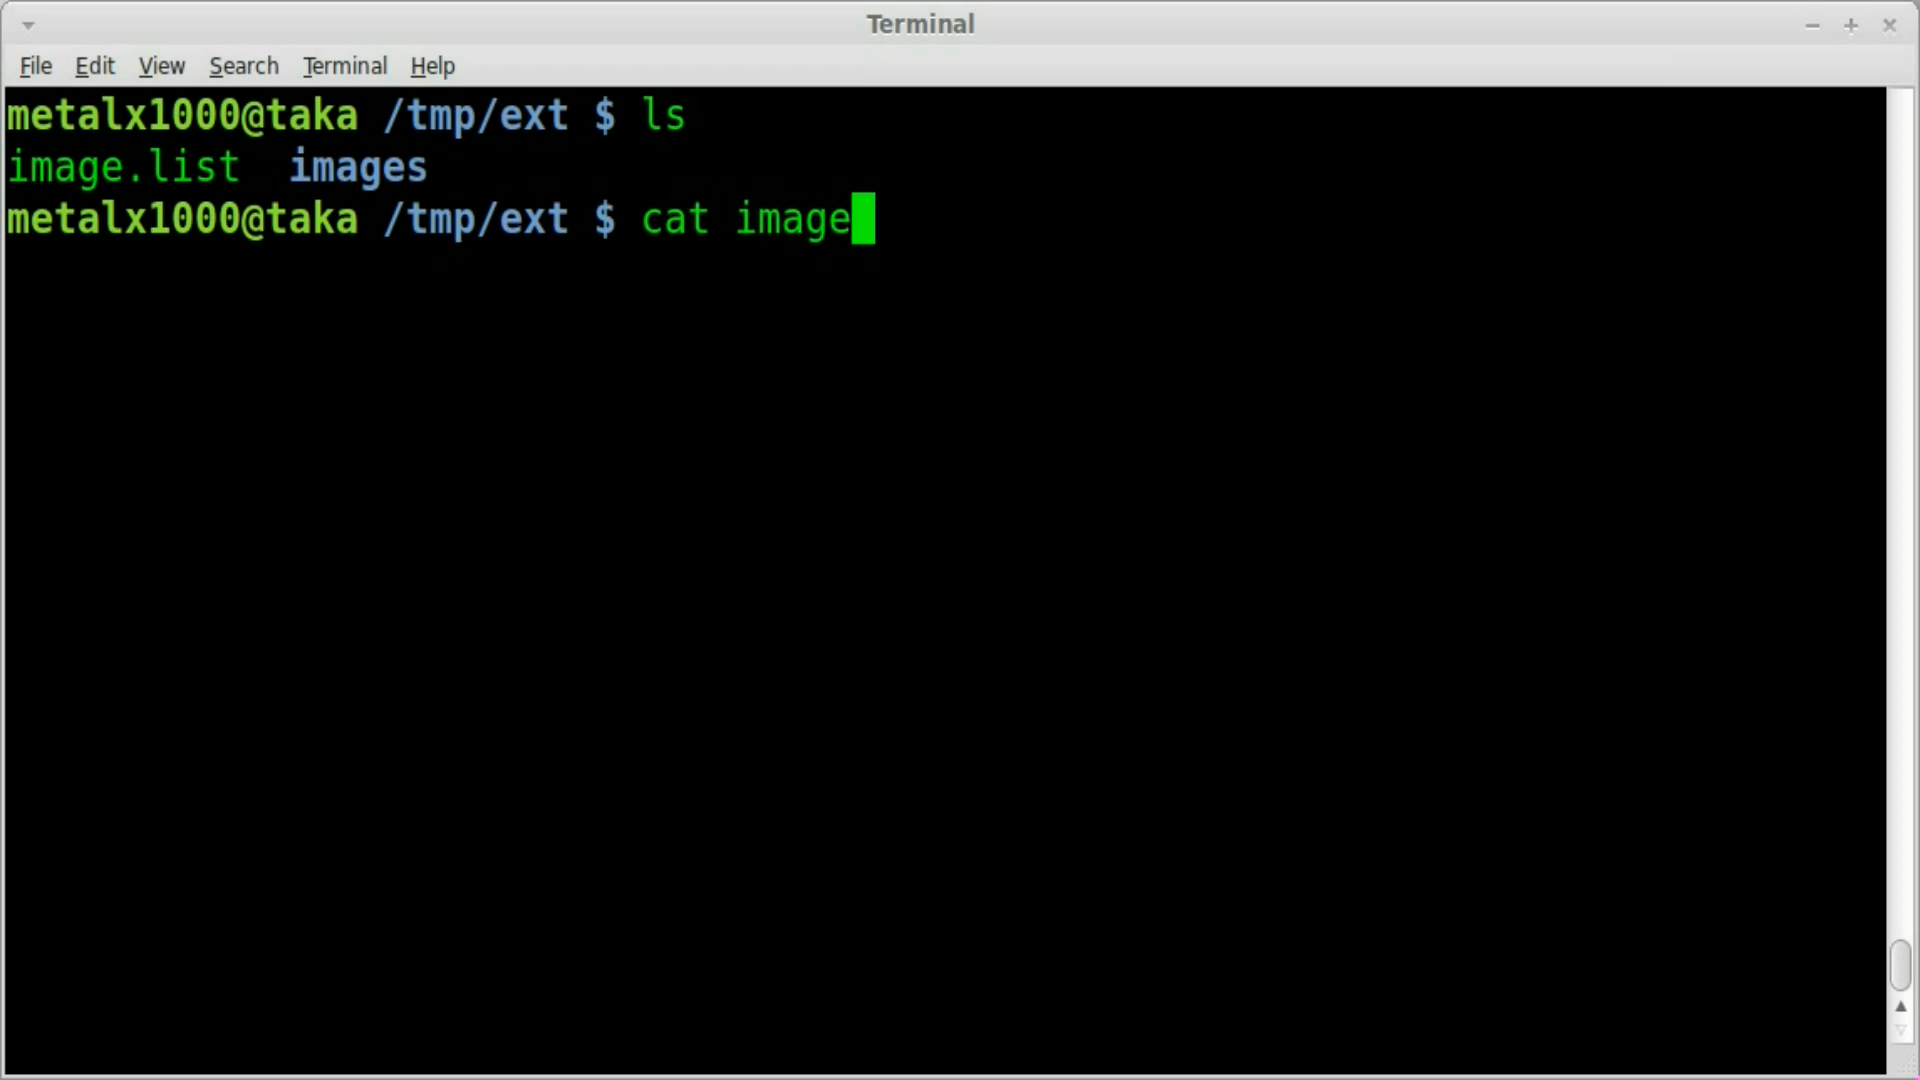 Terminal
File Edit View Search Terminal Help
metalx1000@taka /tmp/ext $ ls
image.list  images
metalx1000@taka /tmp/ext $ cat image